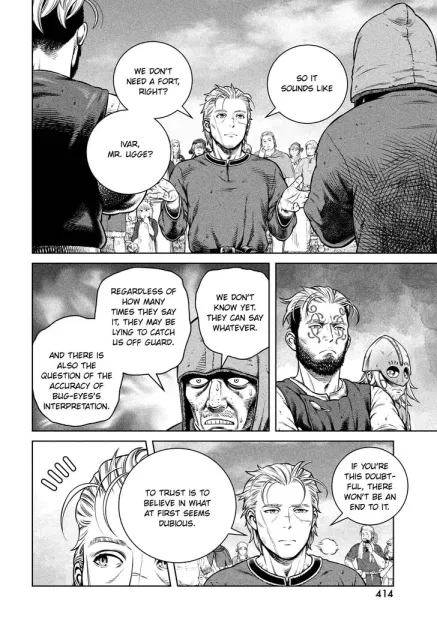 SO IT
SOUNDS LIKE
WE DON'T
NEED A FORT,
RIGHT?
IVAR,
MR. UGGE?
WE DON'T
KNOW YET.
THEY CAN SAY
WHATEVER.
REGARDLESS
OF HOW MANY
TIMES THEY SAY
IT, THEY MAY BE
LYING TO CATCH
US OFF GUARD.
AND THERE IS
ALSO THE
QUESTION OF THE
ACCURACY OF
BUG-EYES'S
INTERPRETATION.
IF YOU'RE
THIS DOUBT-
FUL, THERE
WON'T BE AN
END TO IT.
TO TRUST IS TO
BELIEVE IN WHAT
AT FIRST SEEMS
DUBIOUS.
414